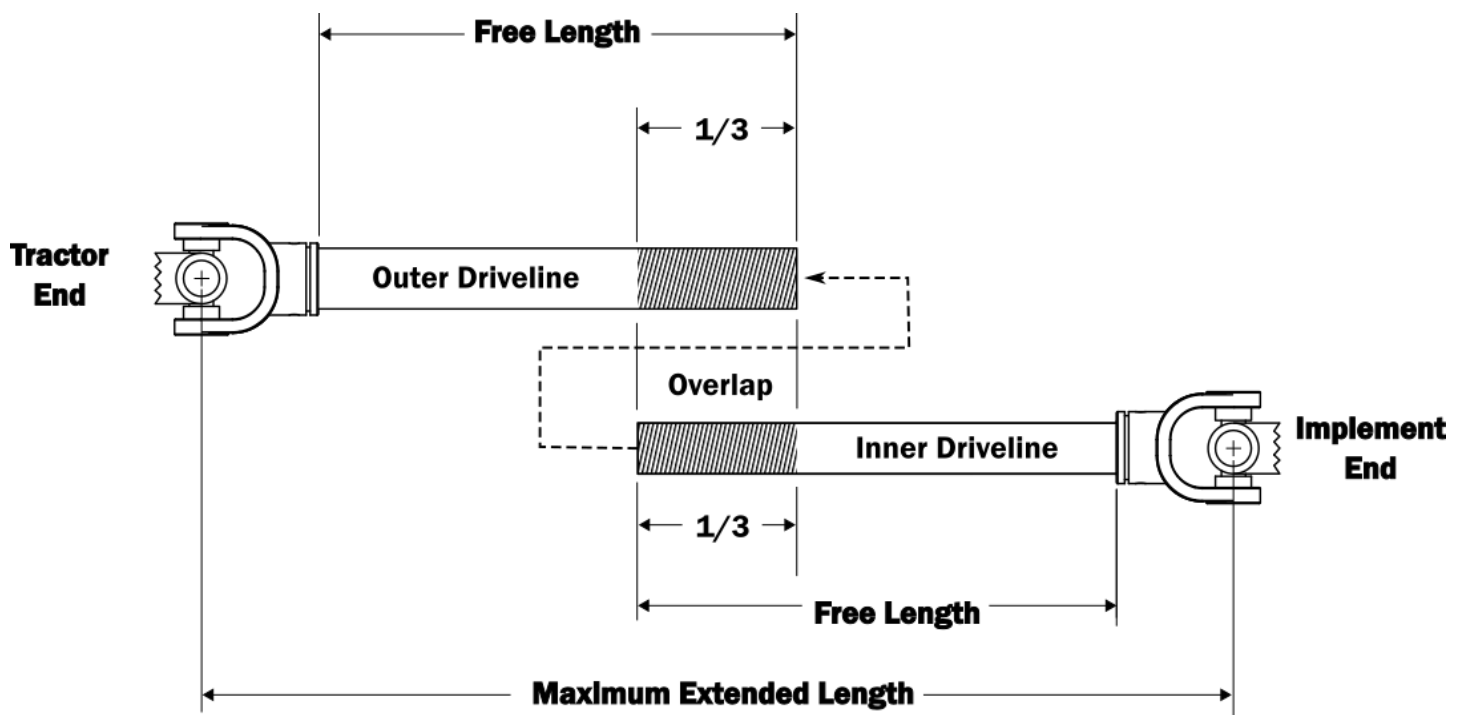 Free Length
1/3
Tractor
End
Outer Driveline
Overlap
Inner Driveline
Implement
End
1/3
Free Length
Maximum Extended Length